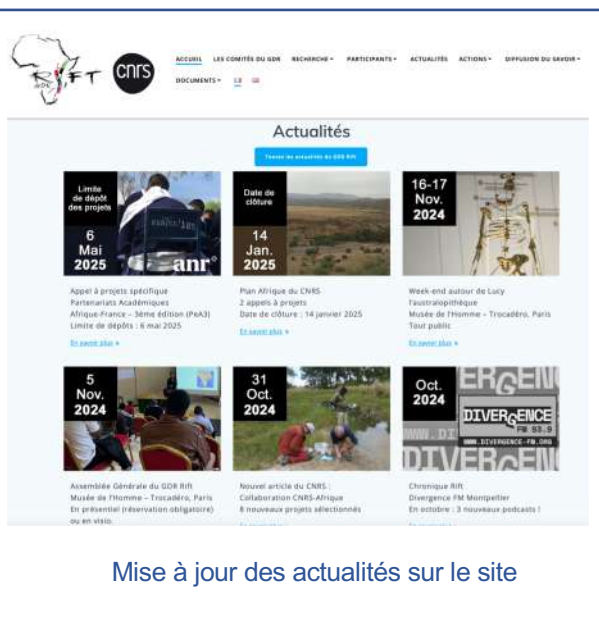 RIFT
GDR
cnrs
ACCUEIL LES COMITÉS DU GDR RECHERCHE PARTICIPANTS ACTUALITÉS ACTIONS DIFFUSION DU SAVOIR
DOCUMENTS
Actualités
Toutes les actualités du GDR Rift
Limite
de dépôt
des projets
6
Mai
2025
anr
Appel à projets spécifique
Partenariats Académiques
Afrique-France – 3ème édition (PeA3)
Limite de dépôts : 6 mai 2025
En savoir plus »
Date de
clôture
14
Jan.
2025
Plan Afrique du CNRS
2 appels à projets
Date de clôture : 14 janvier 2025
En savoir plus »
16-17
Nov.
2024
Week-end autour de Lucy
l'australopithèque
Musée de l'Homme – Trocadéro, Paris
Tout public
En savoir plus »
5
Nov.
2024
Assemblée Générale du GDR Rift
Musée de l'Homme – Trocadéro, Paris
En présentiel (réservation obligatoire)
ou en visio.
31
Oct.
2024
Nouvel article du CNRS :
Collaboration CNRS-Afrique
8 nouveaux projets sélectionnés
Oct.
2024
DIVERGENCE
FM 93.9
WWW.DIVERGENCE-FM.ORG
Chronique Rift
Divergence FM Montpellier
En octobre : 3 nouveaux podcasts !
Mise à jour des actualités sur le site